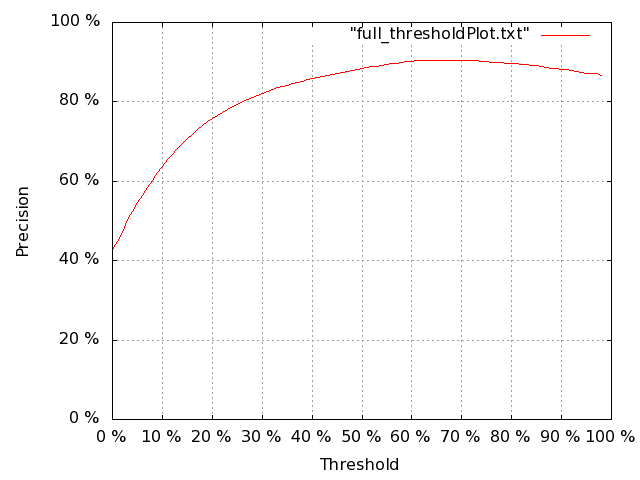 100 %
80 %
60 %
40 %
20 %
0 %
Precision
"full_thresholdPlot.txt"
0 % 10 % 20 % 30 % 40 % 50 % 60 % 70 % 80 % 90 % 100 %
Threshold